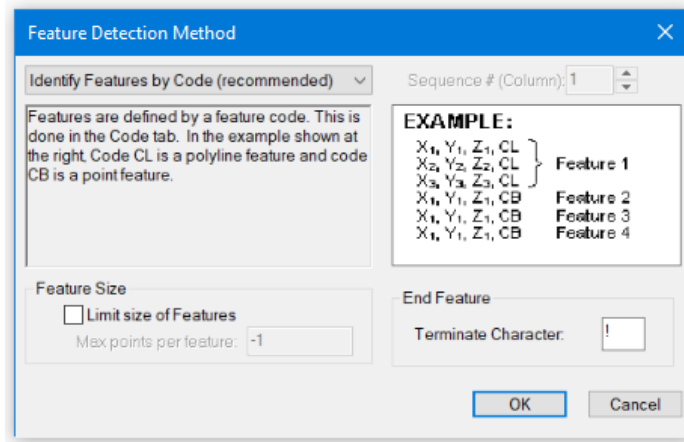 Feature Detection Method
Identify Features by Code (recommended)
Sequence # (Column): 1
Features are defined by a feature code. This is
done in the Code tab. In the example shown at
the right, Code CL is a polyline feature and code
CB is a point feature.
EXAMPLE:
X₁, Y₁, Z₁, CL
X₂, Y₂, Z₂, CL Feature 1
X₃, Y₃, Z₃, CL
X₁, Y₁, Z₁, CB Feature 2
X₁, Y₁, Z₁, CB Feature 3
X₁, Y₁, Z₁, CB Feature 4
Feature Size
Limit size of Features
Max points per feature: -1
End Feature
Terminate Character: !
OK Cancel